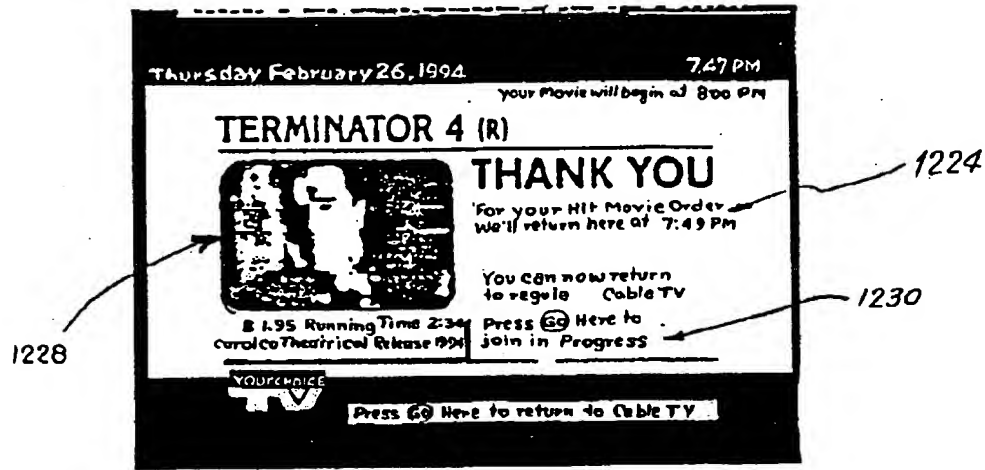 Thursday February 26, 1994 7:47 PM
Your Movie will begin at 8:00 PM
TERMINATOR 4 (R)
THANK YOU
1224
For your Hit Movie Order
We'll return here at 7:49 PM
You can now return
to regula Cable TV
1230
Press Go Here to
join in Progress
1228
$ 1.95 Running Time 2:34
Carolco Theatrical Release 1994
YOUR CHOICE
TV
Press Go Here to return to Cable TV